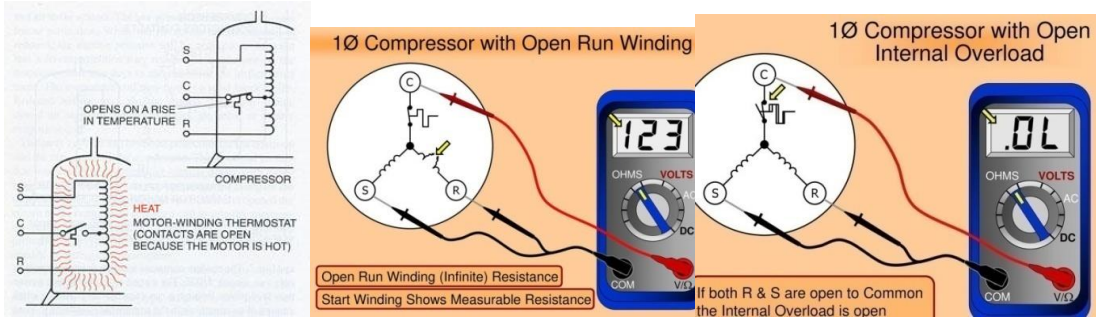 S
C
OPENS ON A RISE
IN TEMPERATURE
R
COMPRESSOR
S
HEAT
C
MOTOR-WINDING THERMOSTAT
(CONTACTS ARE OPEN
BECAUSE THE MOTOR IS HOT)
R
1Ø Compressor with Open Run Winding
C
S
R
123
OHMS VOLTS
AC
DC
COM V/Ω
Open Run Winding (Infinite) Resistance
Start Winding Shows Measurable Resistance
1Ø Compressor with Open
Internal Overload
C
S
R
.0L
OHMS VOLTS
AC
DC
COM V/Ω
If both R & S are open to Common
the Internal Overload is open